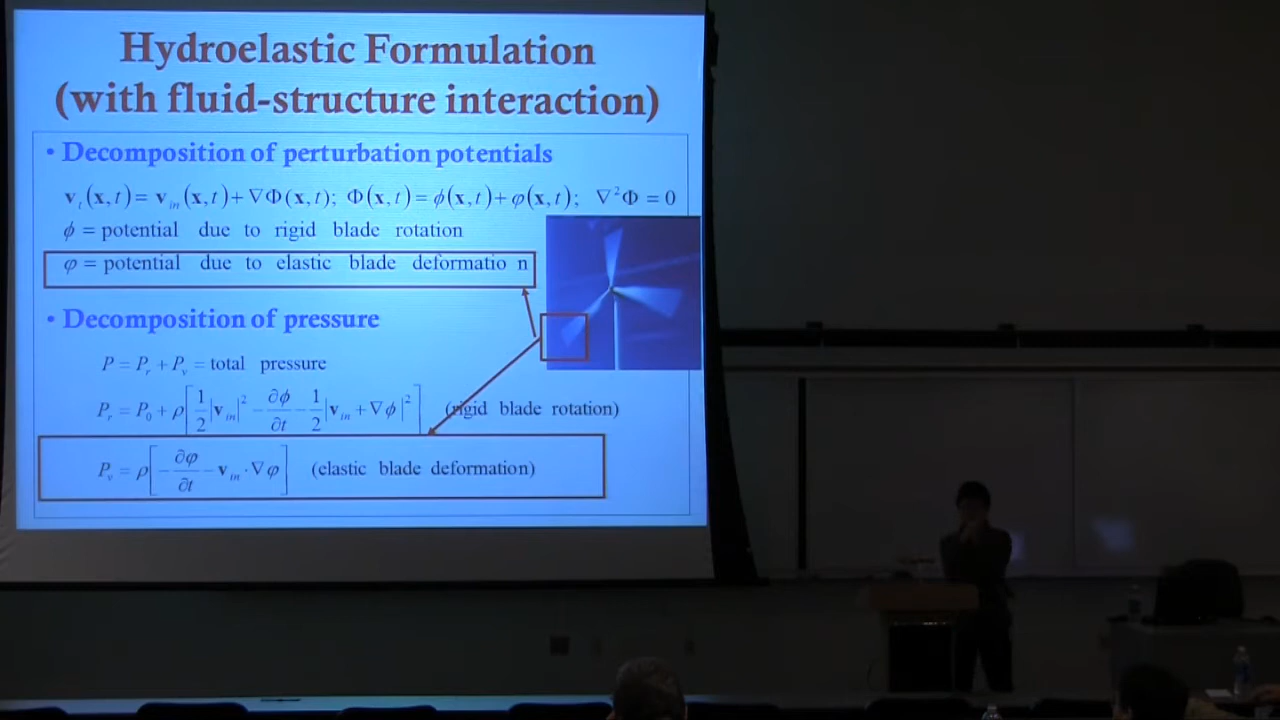 Hydroelastic Formulation
(with fluid-structure interaction)
• Decomposition of perturbation potentials
v_t(x,t) = v_in(x,t) + ∇Φ(x,t); Φ(x,t) = ϕ(x,t) + φ(x,t); ∇²Φ = 0
ϕ = potential due to rigid blade rotation
φ = potential due to elastic blade deformatio n
• Decomposition of pressure
P = P_r + P_v = total pressure
P_r = P_0 + ρ[1/2|v_in|² − ∂ϕ/∂t − 1/2|v_in + ∇ϕ|²] (rigid blade rotation)
P_v = ρ[−∂φ/∂t − v_in · ∇φ] (elastic blade deformation)